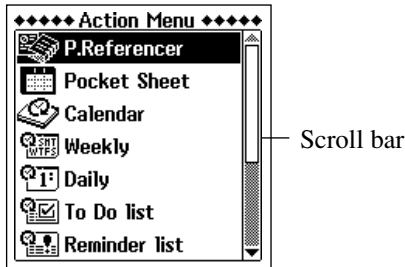 Action Menu
P.Referencer
Pocket Sheet
Calendar
Scroll bar
Weekly
Daily
To Do list
Reminder list